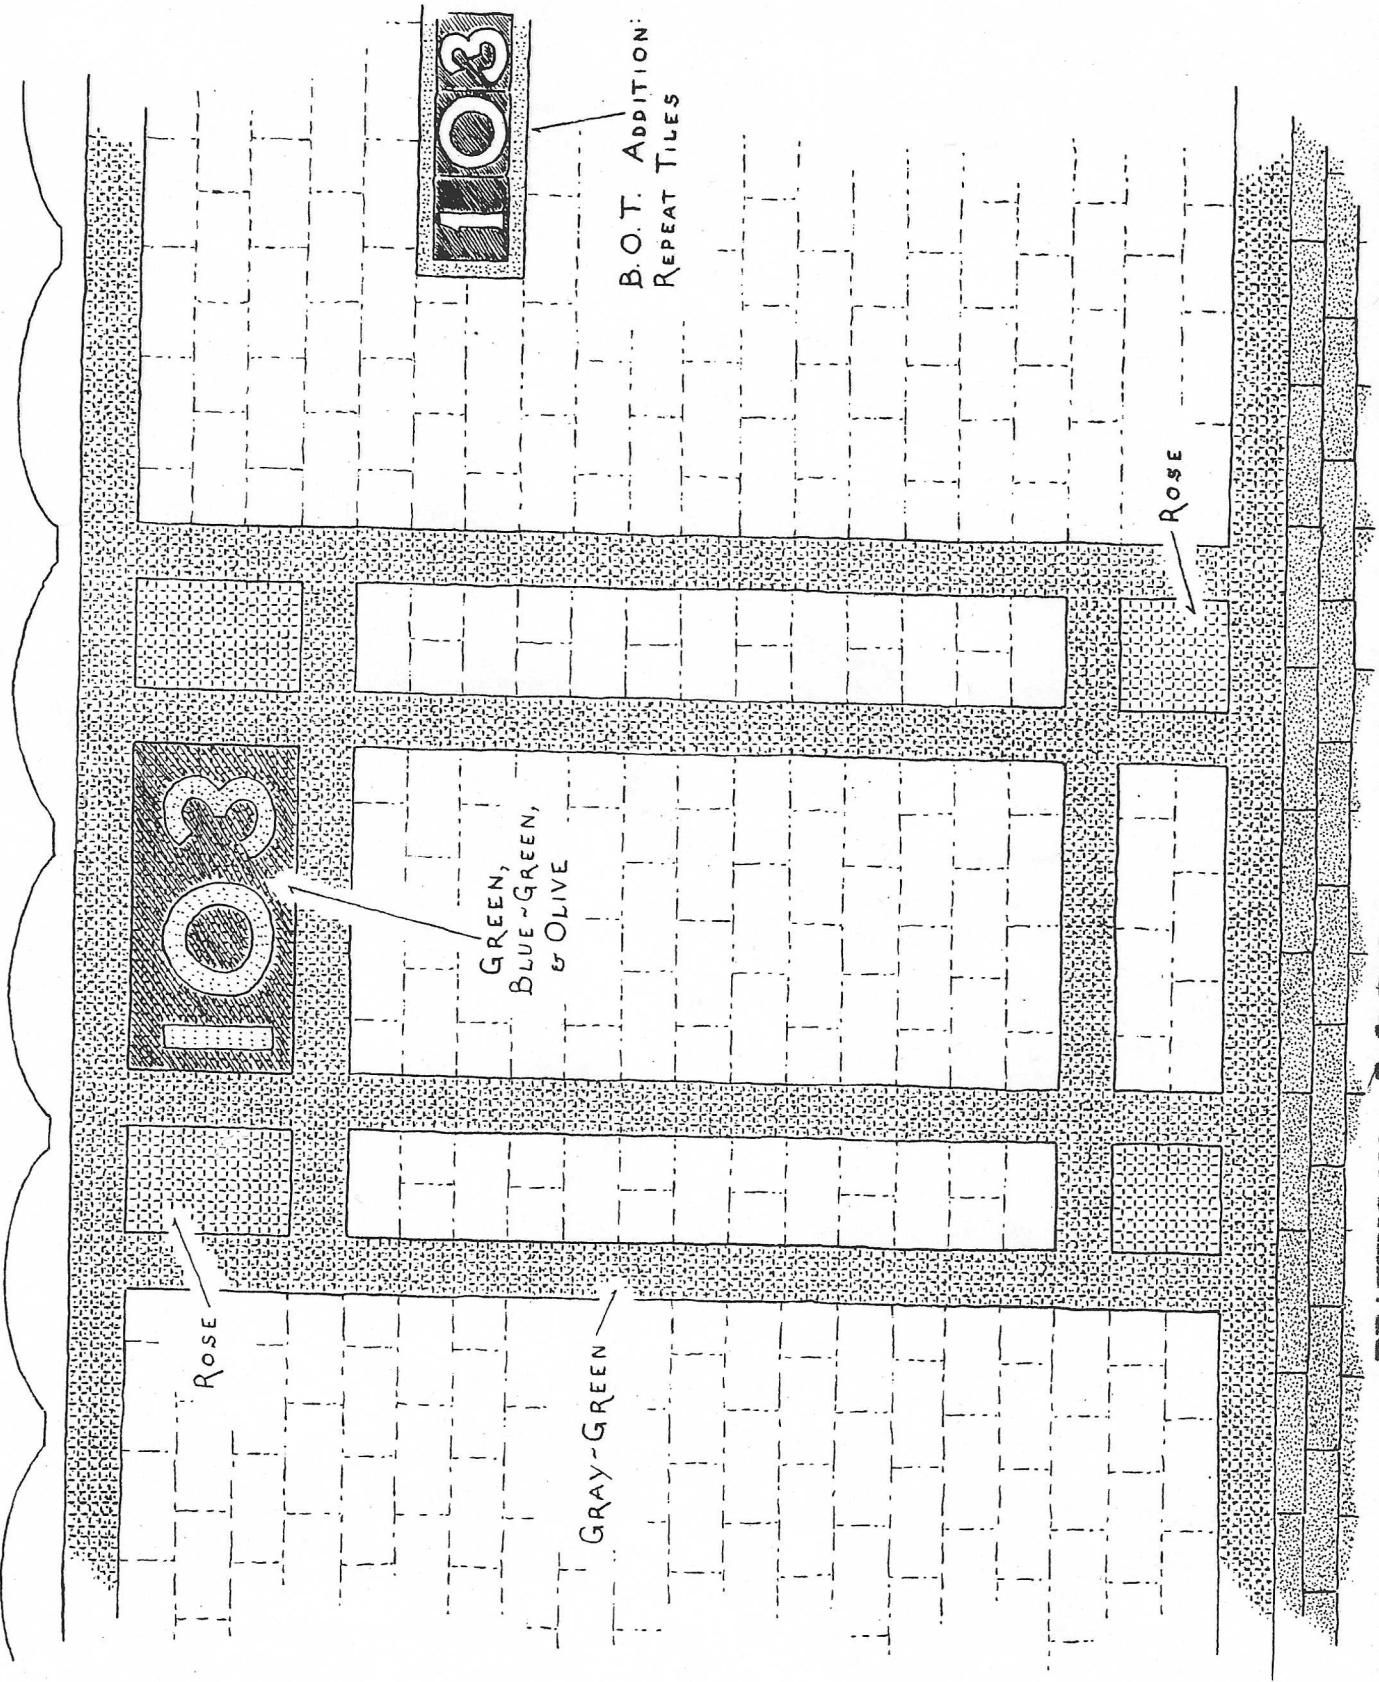 103
B. O. T. ADDITION:
REPEAT TILES
103
GREEN,
BLUE~GREEN,
& OLIVE
ROSE
ROSE
GRAY~GREEN